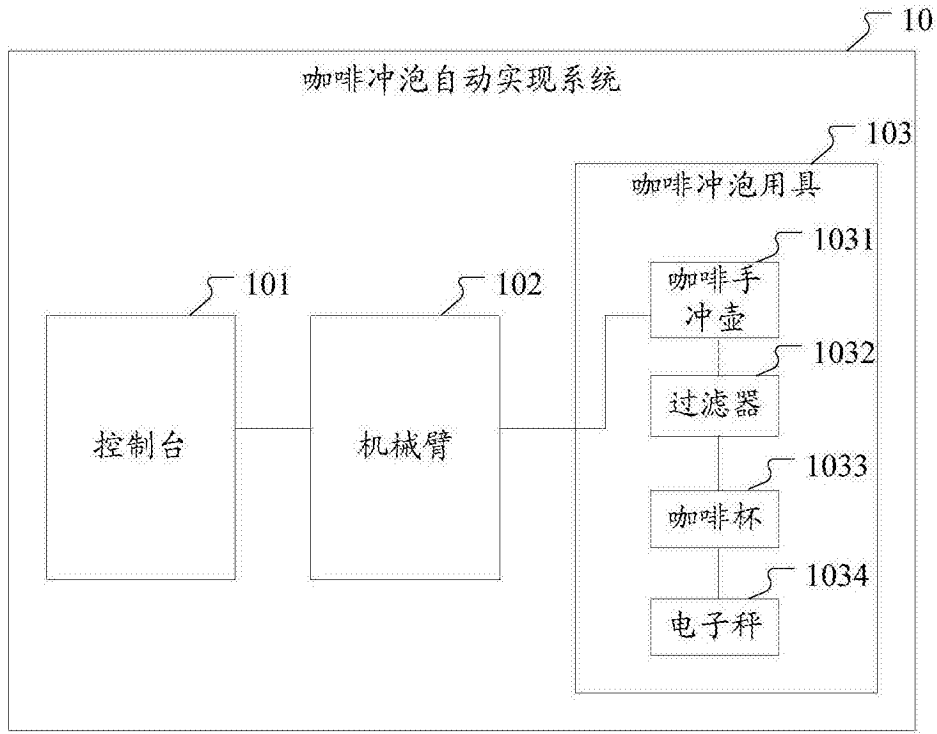 10
咖啡冲泡自动实现系统
103
咖啡冲泡用具
1031
咖啡手
冲壶
101
102
1032
过滤器
控制台
机械臂
1033
咖啡杯
1034
电子秤